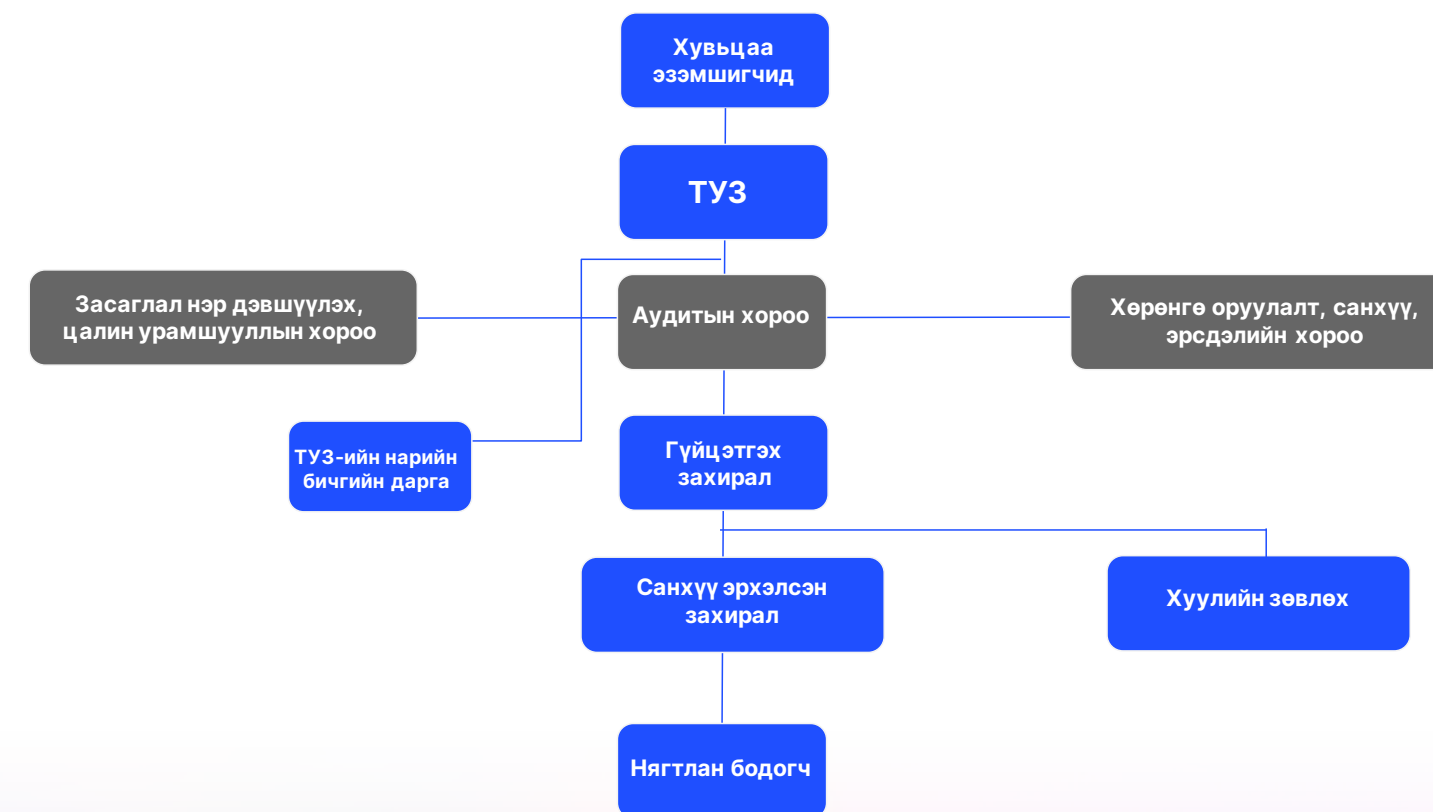 Хувьцаа
эзэмшигчид
ТУЗ
Засаглал нэр дэвшүүлэх,
цалин урамшууллын хороо
Аудитын хороо
Хөрөнгө оруулалт, санхүү,
эрсдэлийн хороо
ТУЗ-ийн нарийн
бичгийн дарга
Гүйцэтгэх
захирал
Санхүү эрхэлсэн
захирал
Хуулийн зөвлөх
Нягтлан бодогч